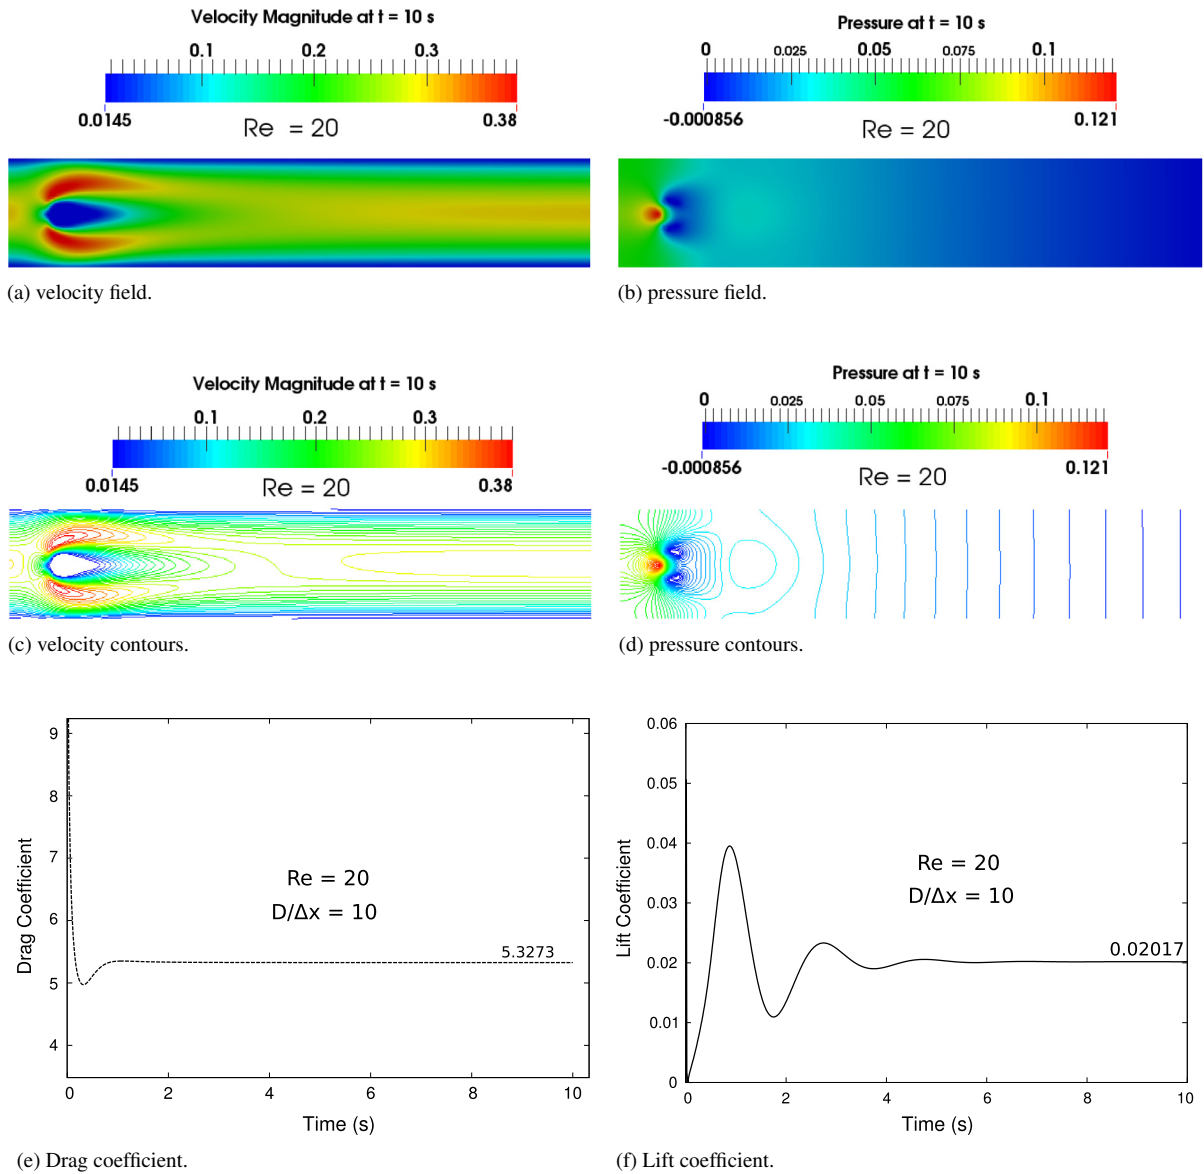 Velocity Magnitude at t = 10 s
0.1 0.2 0.3
0.0145 0.38
Re = 20
Pressure at t = 10 s
0 0.025 0.05 0.075 0.1
-0.000856 0.121
Re = 20
(a) velocity field.
(b) pressure field.
Velocity Magnitude at t = 10 s
0.1 0.2 0.3
0.0145 0.38
Re = 20
Pressure at t = 10 s
0 0.025 0.05 0.075 0.1
-0.000856 0.121
Re = 20
(c) velocity contours.
(d) pressure contours.
9
8
7
6
5
4
Drag Coefficient
Re = 20
D/Δx = 10
5.3273
0 2 4 6 8 10
Time (s)
(e) Drag coefficient.
0.06
0.05
0.04
0.03
0.02
0.01
0
Lift Coefficient
Re = 20
D/Δx = 10
0.02017
0 2 4 6 8 10
Time (s)
(f) Lift coefficient.